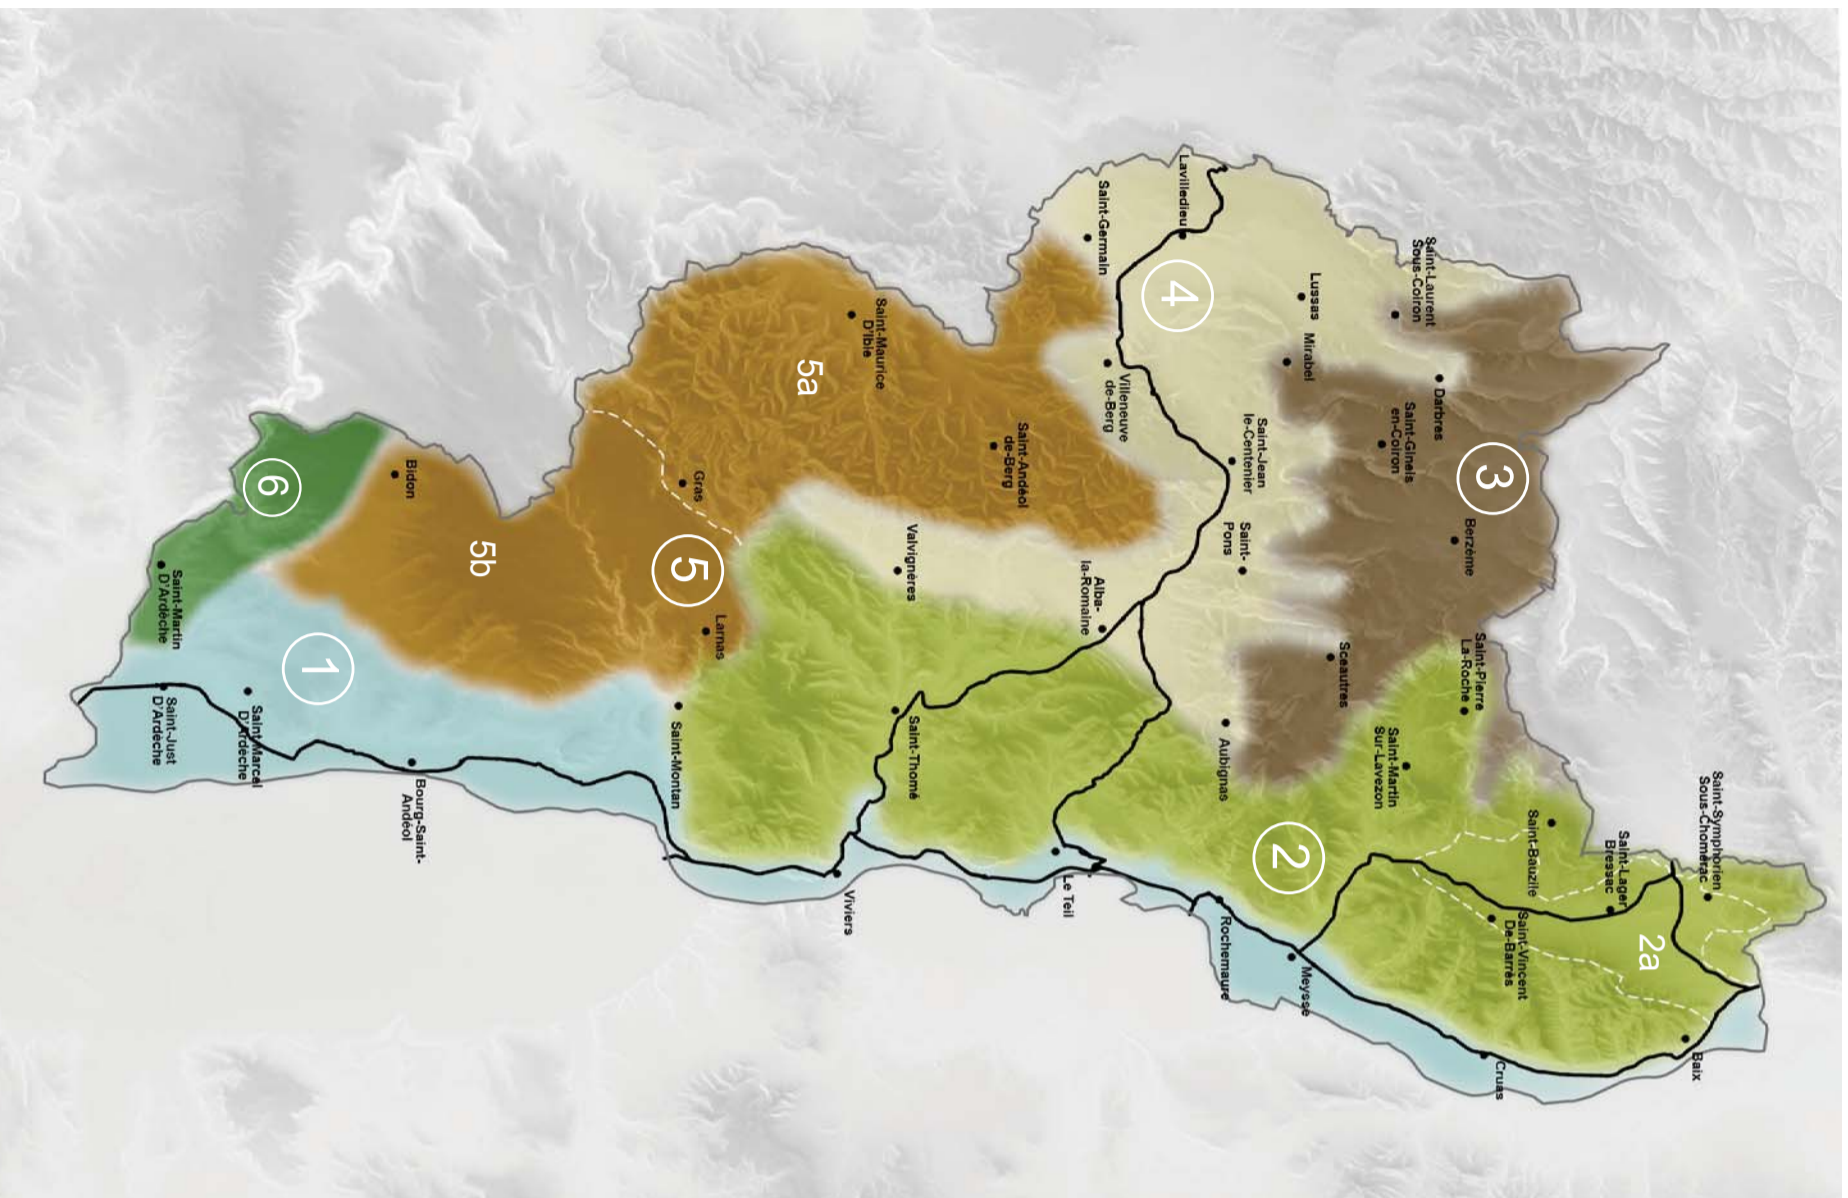 Saint-Symphorien
Sous-Chomérac
Baix
2a
Saint-Lager
Bressac
Saint-Bauzile
Saint-Vincent
De-Barrès
Cruas
3
Saint-Pierre
La-Roche
Berzème
Darbres
Saint-Laurent
Sous-Coiron
Saint-Gineis
en-Coiron
Saint-Martin
Sur-Lavezon
Sceautres
Lussas
Mirabel
Meysse
2
Saint-Jean
le-Centenier
Saint-
Pons
Rochemaure
Aubignas
Lavilledieu
4
Villeneuve
de-Berg
Saint-Germain
Alba-
la-Romaine
Le Teil
Saint-Andéol
de-Berg
Saint-Thomé
Valvignères
Saint-Maurice
D'Ibie
Viviers
5a
Larnas
Gras
5
Saint-Montan
5b
Bourg-Saint-
Andéol
Bidon
1
6
Saint-Marcel
D'Ardèche
Saint-Martin
D'Ardèche
Saint-Just
D'Ardèche